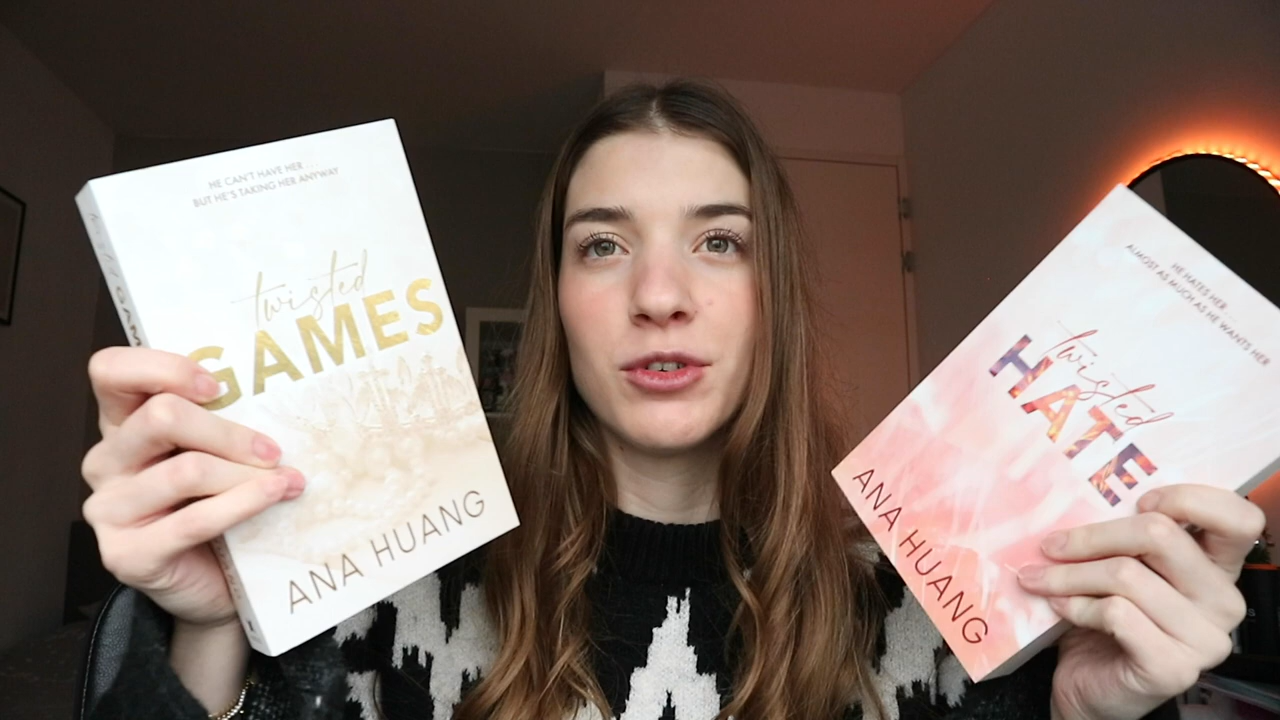 HE CAN'T HAVE HER...
BUT HE'S TAKING HER ANYWAY
twisted
GAMES
ANA HUANG
HE HATES HER...
ALMOST AS MUCH AS HE WANTS HER
twisted
HATE
ANA HUANG